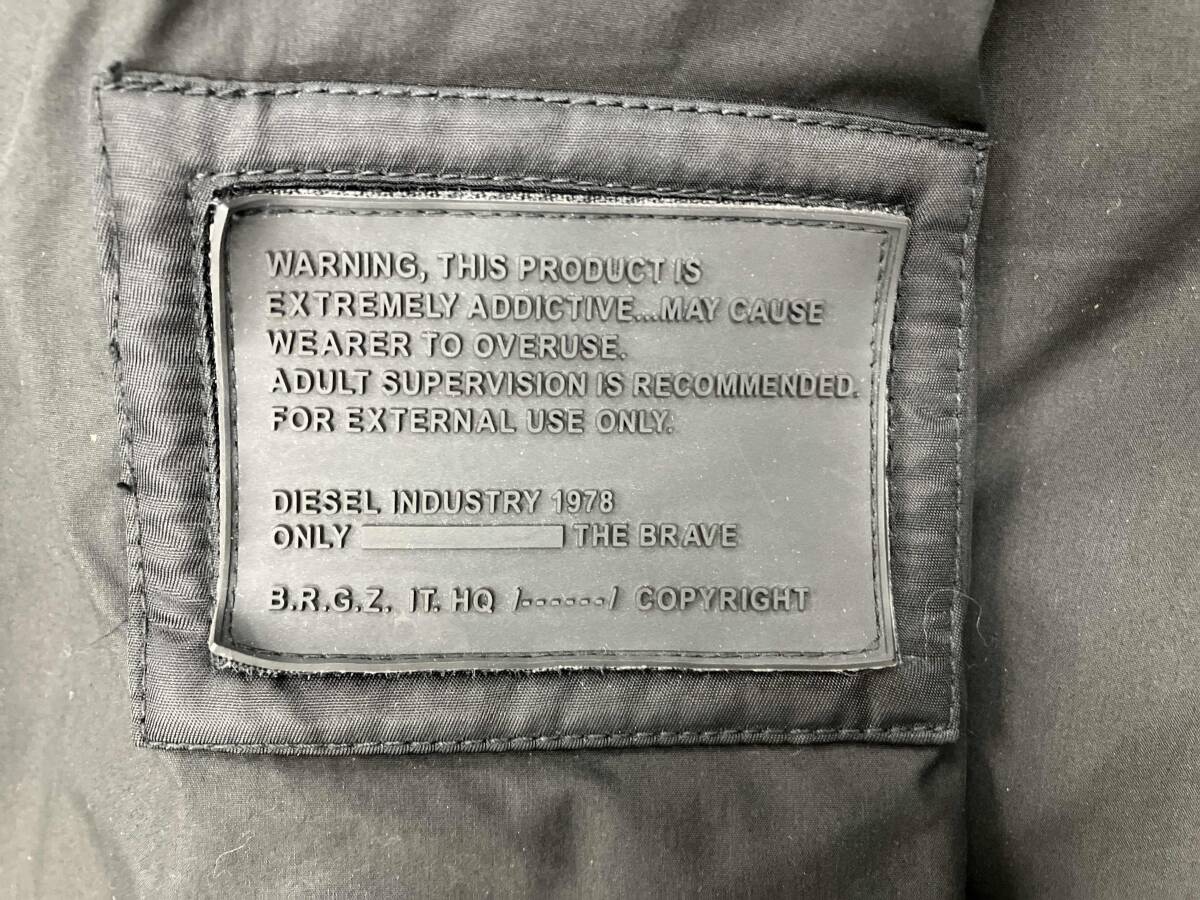 WARNING, THIS PRODUCT IS
EXTREMELY ADDICTIVE...MAY CAUSE
WEARER TO OVERUSE.
ADULT SUPERVISION IS RECOMMENDED.
FOR EXTERNAL USE ONLY.
DIESEL INDUSTRY 1978
ONLY THE BRAVE
B.R.G.Z. IT. HQ /------/ COPYRIGHT